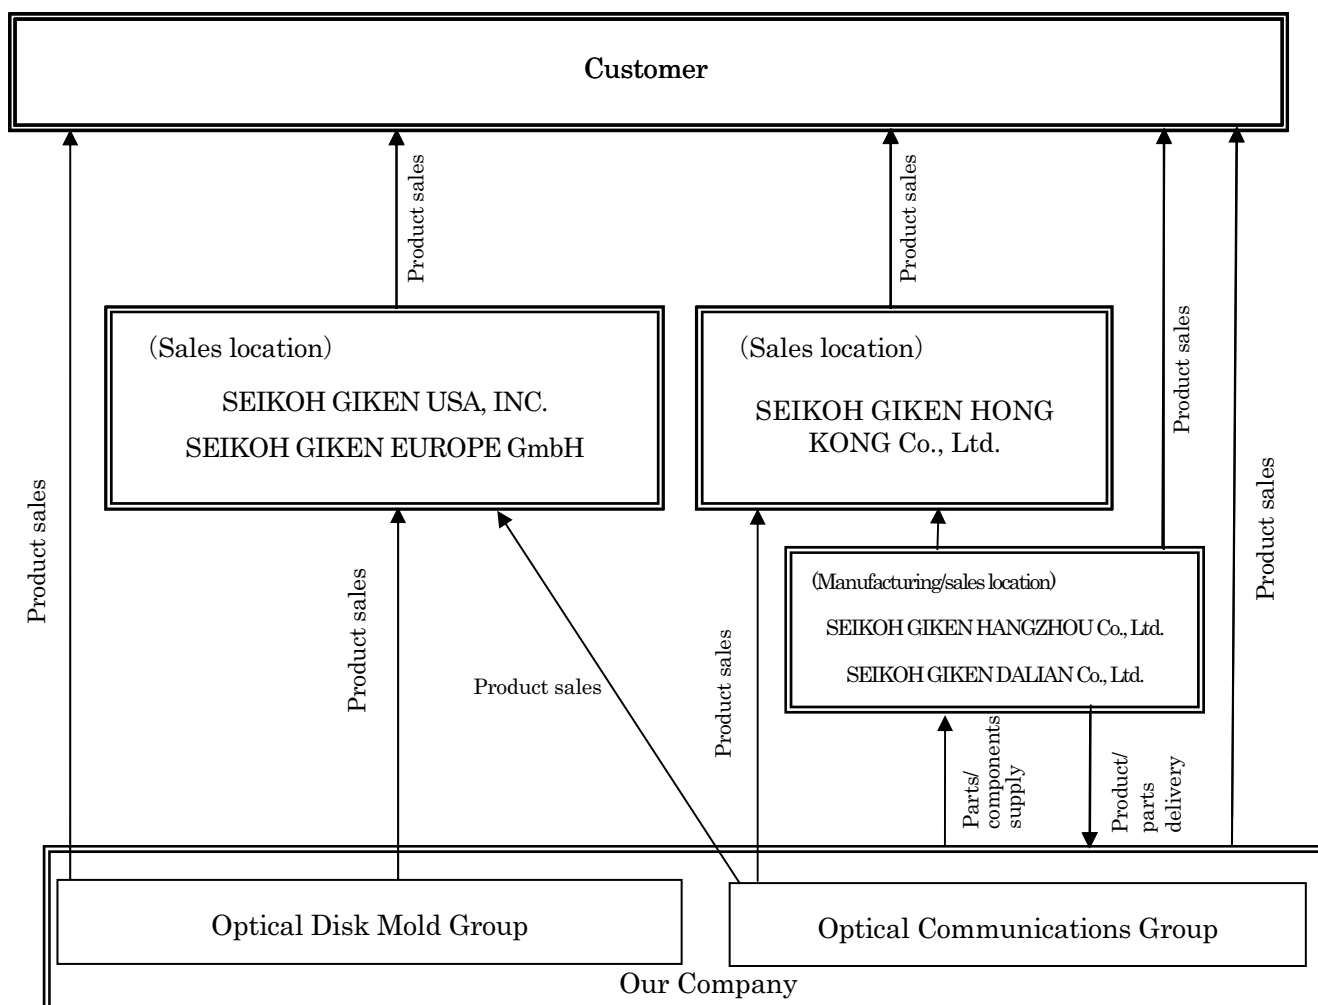 Customer
Product sales
Product sales
(Sales location)
SEIKOH GIKEN USA, INC.
SEIKOH GIKEN EUROPE GmbH
(Sales location)
SEIKOH GIKEN HONG
KONG Co., Ltd.
Product sales
Product sales
Product sales
(Manufacturing/sales location)
SEIKOH GIKEN HANGZHOU Co., Ltd.
SEIKOH GIKEN DALIAN Co., Ltd.
Product sales
Product sales
Product sales
Parts/
components
supply
Product/
parts
delivery
Optical Disk Mold Group
Optical Communications Group
Our Company